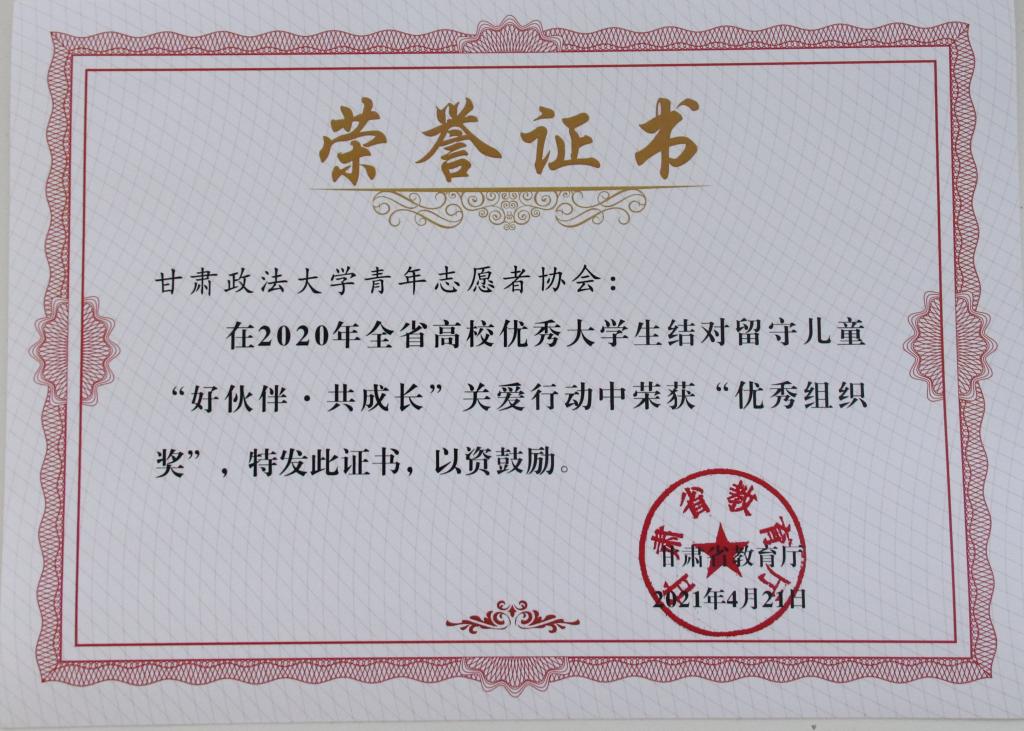 荣誉证书
甘肃政法大学青年志愿者协会：
在2020年全省高校优秀大学生结对留守儿童
“好伙伴·共成长”关爱行动中荣获“优秀组织
奖”，特发此证书，以资鼓励。
甘肃省教育厅
甘肃省教育厅
2021年4月21日